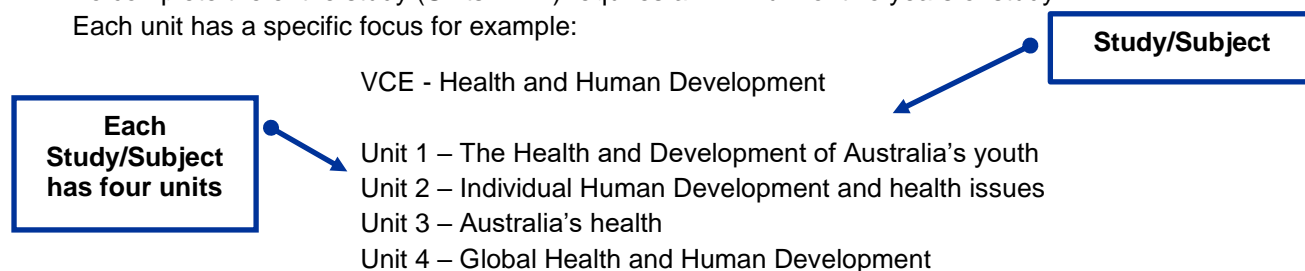 Each unit has a specific focus for example:
Study/Subject
VCE - Health and Human Development
Each
Study/Subject
has four units
Unit 1 – The Health and Development of Australia's youth
Unit 2 – Individual Human Development and health issues
Unit 3 – Australia's health
Unit 4 – Global Health and Human Development